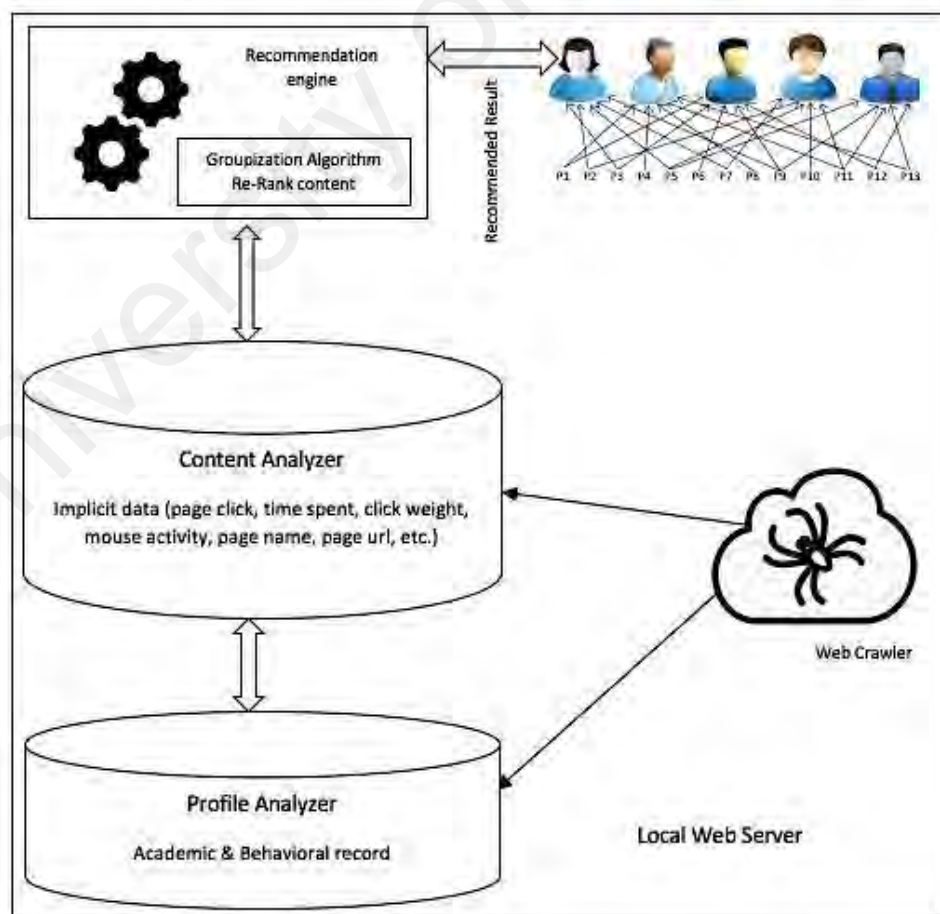 Recommendation
engine
Groupization Algorithm
Re-Rank content
Recommended Result
P1 P2 P3 P4 P5 P6 P7 P8 P9 P10 P11 P12 P13
Content Analyzer
Implicit data (page click, time spent, click weight,
mouse activity, page name, page url, etc.)
Web Crawler
Profile Analyzer
Academic & Behavioral record
Local Web Server